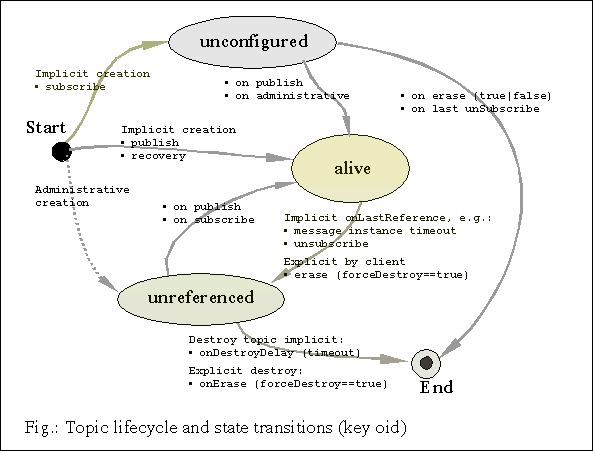 unconfigured
Implicit creation
▪ subscribe
▪ on publish
▪ on administrative
▪ on erase (true|false)
▪ on last unSubscribe
Start
Implicit creation
▪ publish
▪ recovery
alive
Administrative
creation
▪ on publish
▪ on subscribe
Implicit onLastReference, e.g.:
▪ message instance timeout
▪ unsubscribe
Explicit by client
▪ erase (forceDestroy==true)
unreferenced
Destroy topic implicit:
▪ onDestroyDelay (timeout)
Explicit destroy:
▪ onErase (forceDestroy==true)
End
Fig.: Topic lifecycle and state transitions (key oid)